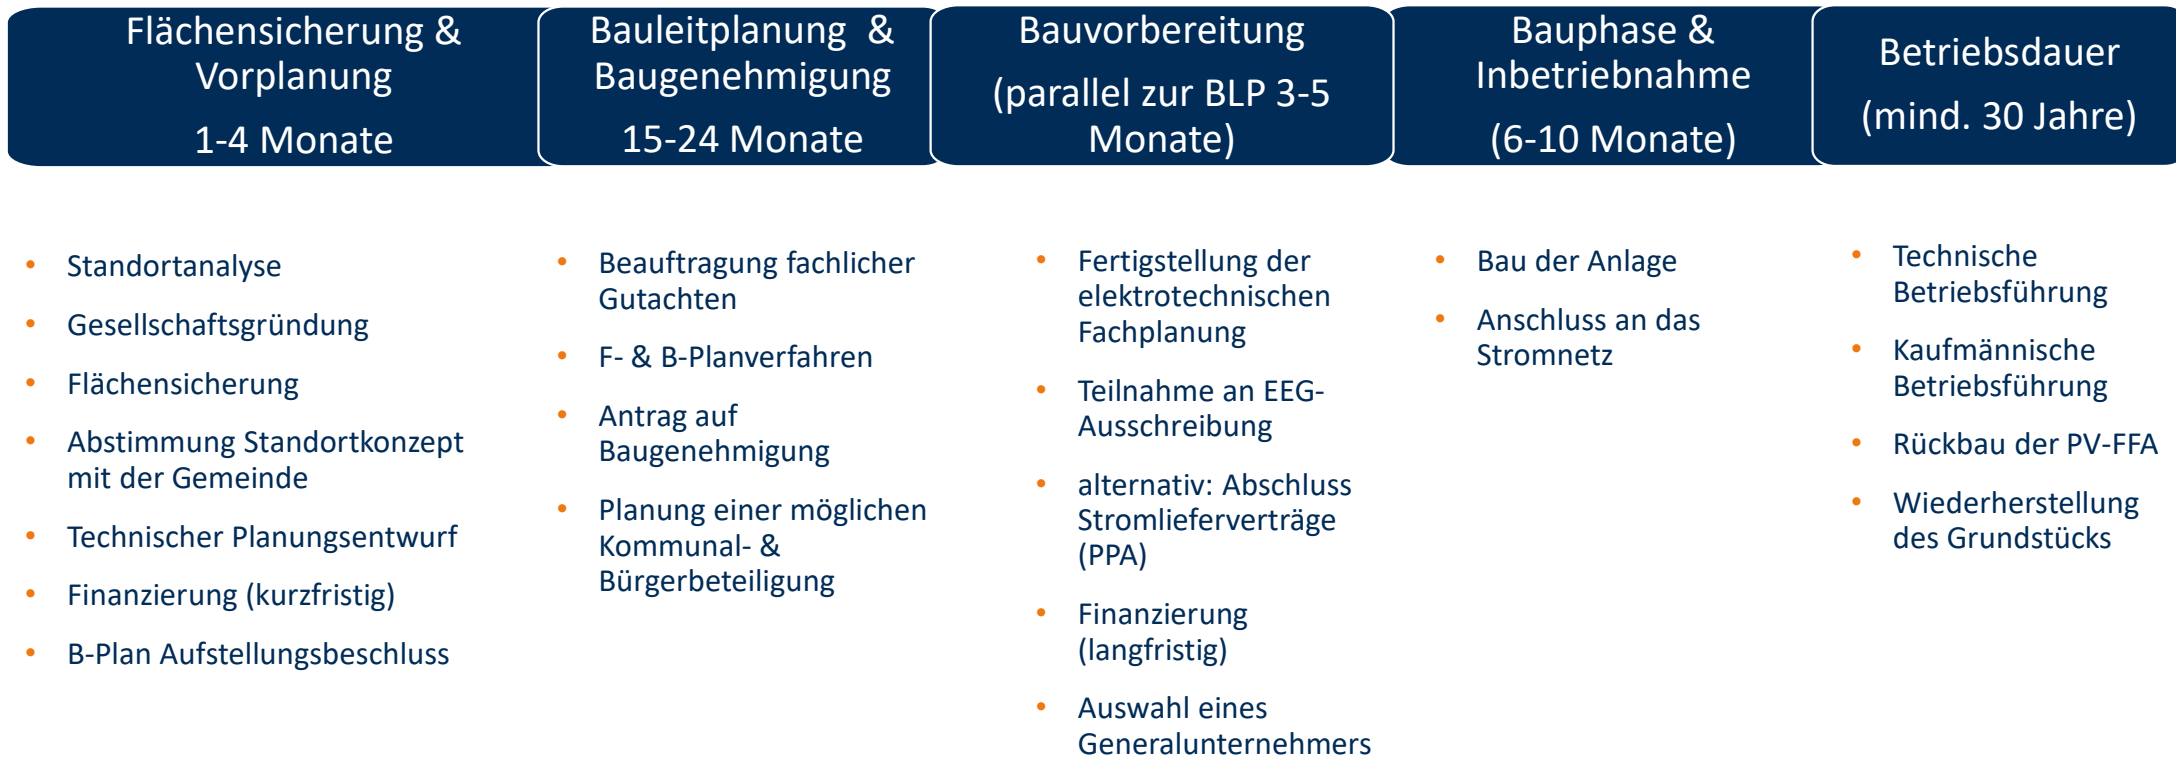 Flächensicherung &
Vorplanung
1-4 Monate
Bauleitplanung &
Baugenehmigung
15-24 Monate
Bauvorbereitung
(parallel zur BLP 3-5
Monate)
Bauphase &
Inbetriebnahme
(6-10 Monate)
Betriebsdauer
(mind. 30 Jahre)
• Standortanalyse
• Gesellschaftsgründung
• Flächensicherung
• Abstimmung Standortkonzept
mit der Gemeinde
• Technischer Planungsentwurf
• Finanzierung (kurzfristig)
• B-Plan Aufstellungsbeschluss
• Beauftragung fachlicher
Gutachten
• F- & B-Planverfahren
• Antrag auf
Baugenehmigung
• Planung einer möglichen
Kommunal- &
Bürgerbeteiligung
• Fertigstellung der
elektrotechnischen
Fachplanung
• Teilnahme an EEG-
Ausschreibung
• alternativ: Abschluss
Stromlieferverträge
(PPA)
• Finanzierung
(langfristig)
• Auswahl eines
Generalunternehmers
• Bau der Anlage
• Anschluss an das
Stromnetz
• Technische
Betriebsführung
• Kaufmännische
Betriebsführung
• Rückbau der PV-FFA
• Wiederherstellung
des Grundstücks